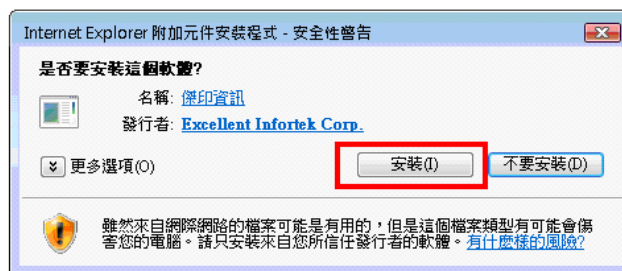 Internet Explorer 附加元件安裝程式 - 安全性警告
是否要安裝這個軟體?
名稱: 傑印資訊
發行者: Excellent Infortek Corp.
更多選項(O) 安裝(I) 不要安裝(D)
雖然來自網際網路的檔案可能是有用的，但是這個檔案類型有可能會傷
害您的電腦。請只安裝來自您所信任發行者的軟體。有什麼樣的風險?